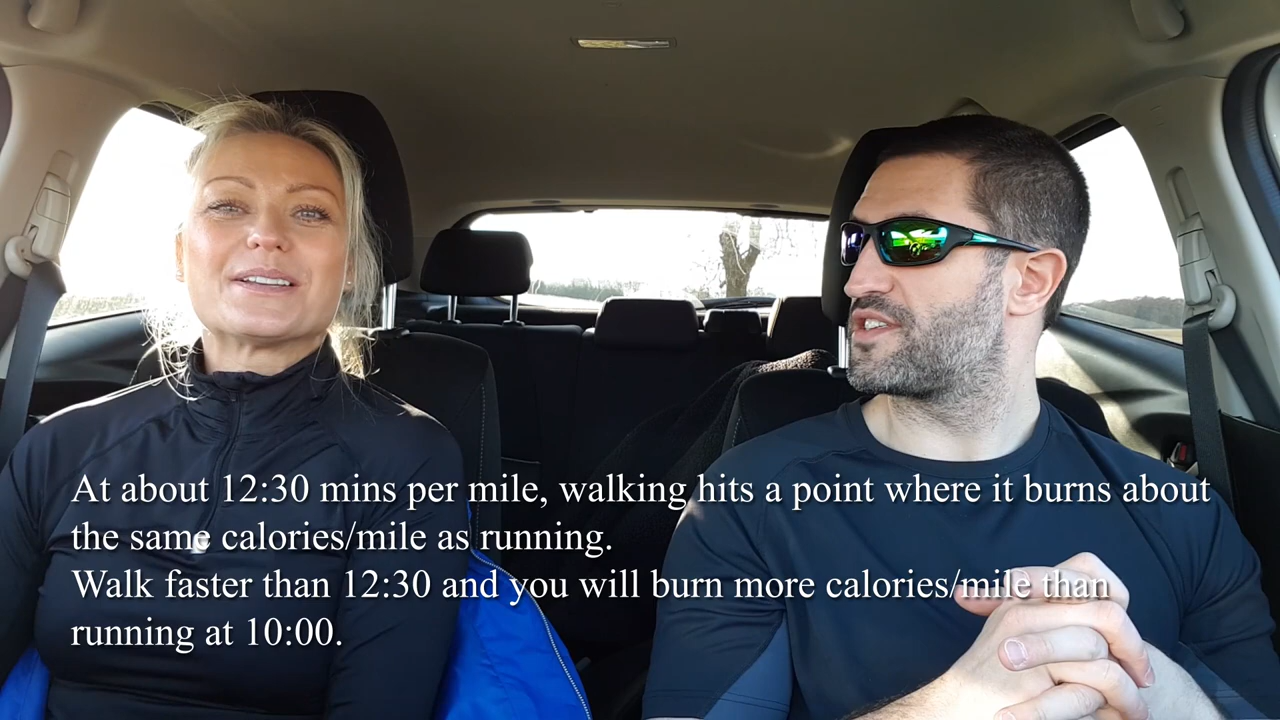 At about 12:30 mins per mile, walking hits a point where it burns about
the same calories/mile as running.
Walk faster than 12:30 and you will burn more calories/mile than
running at 10:00.